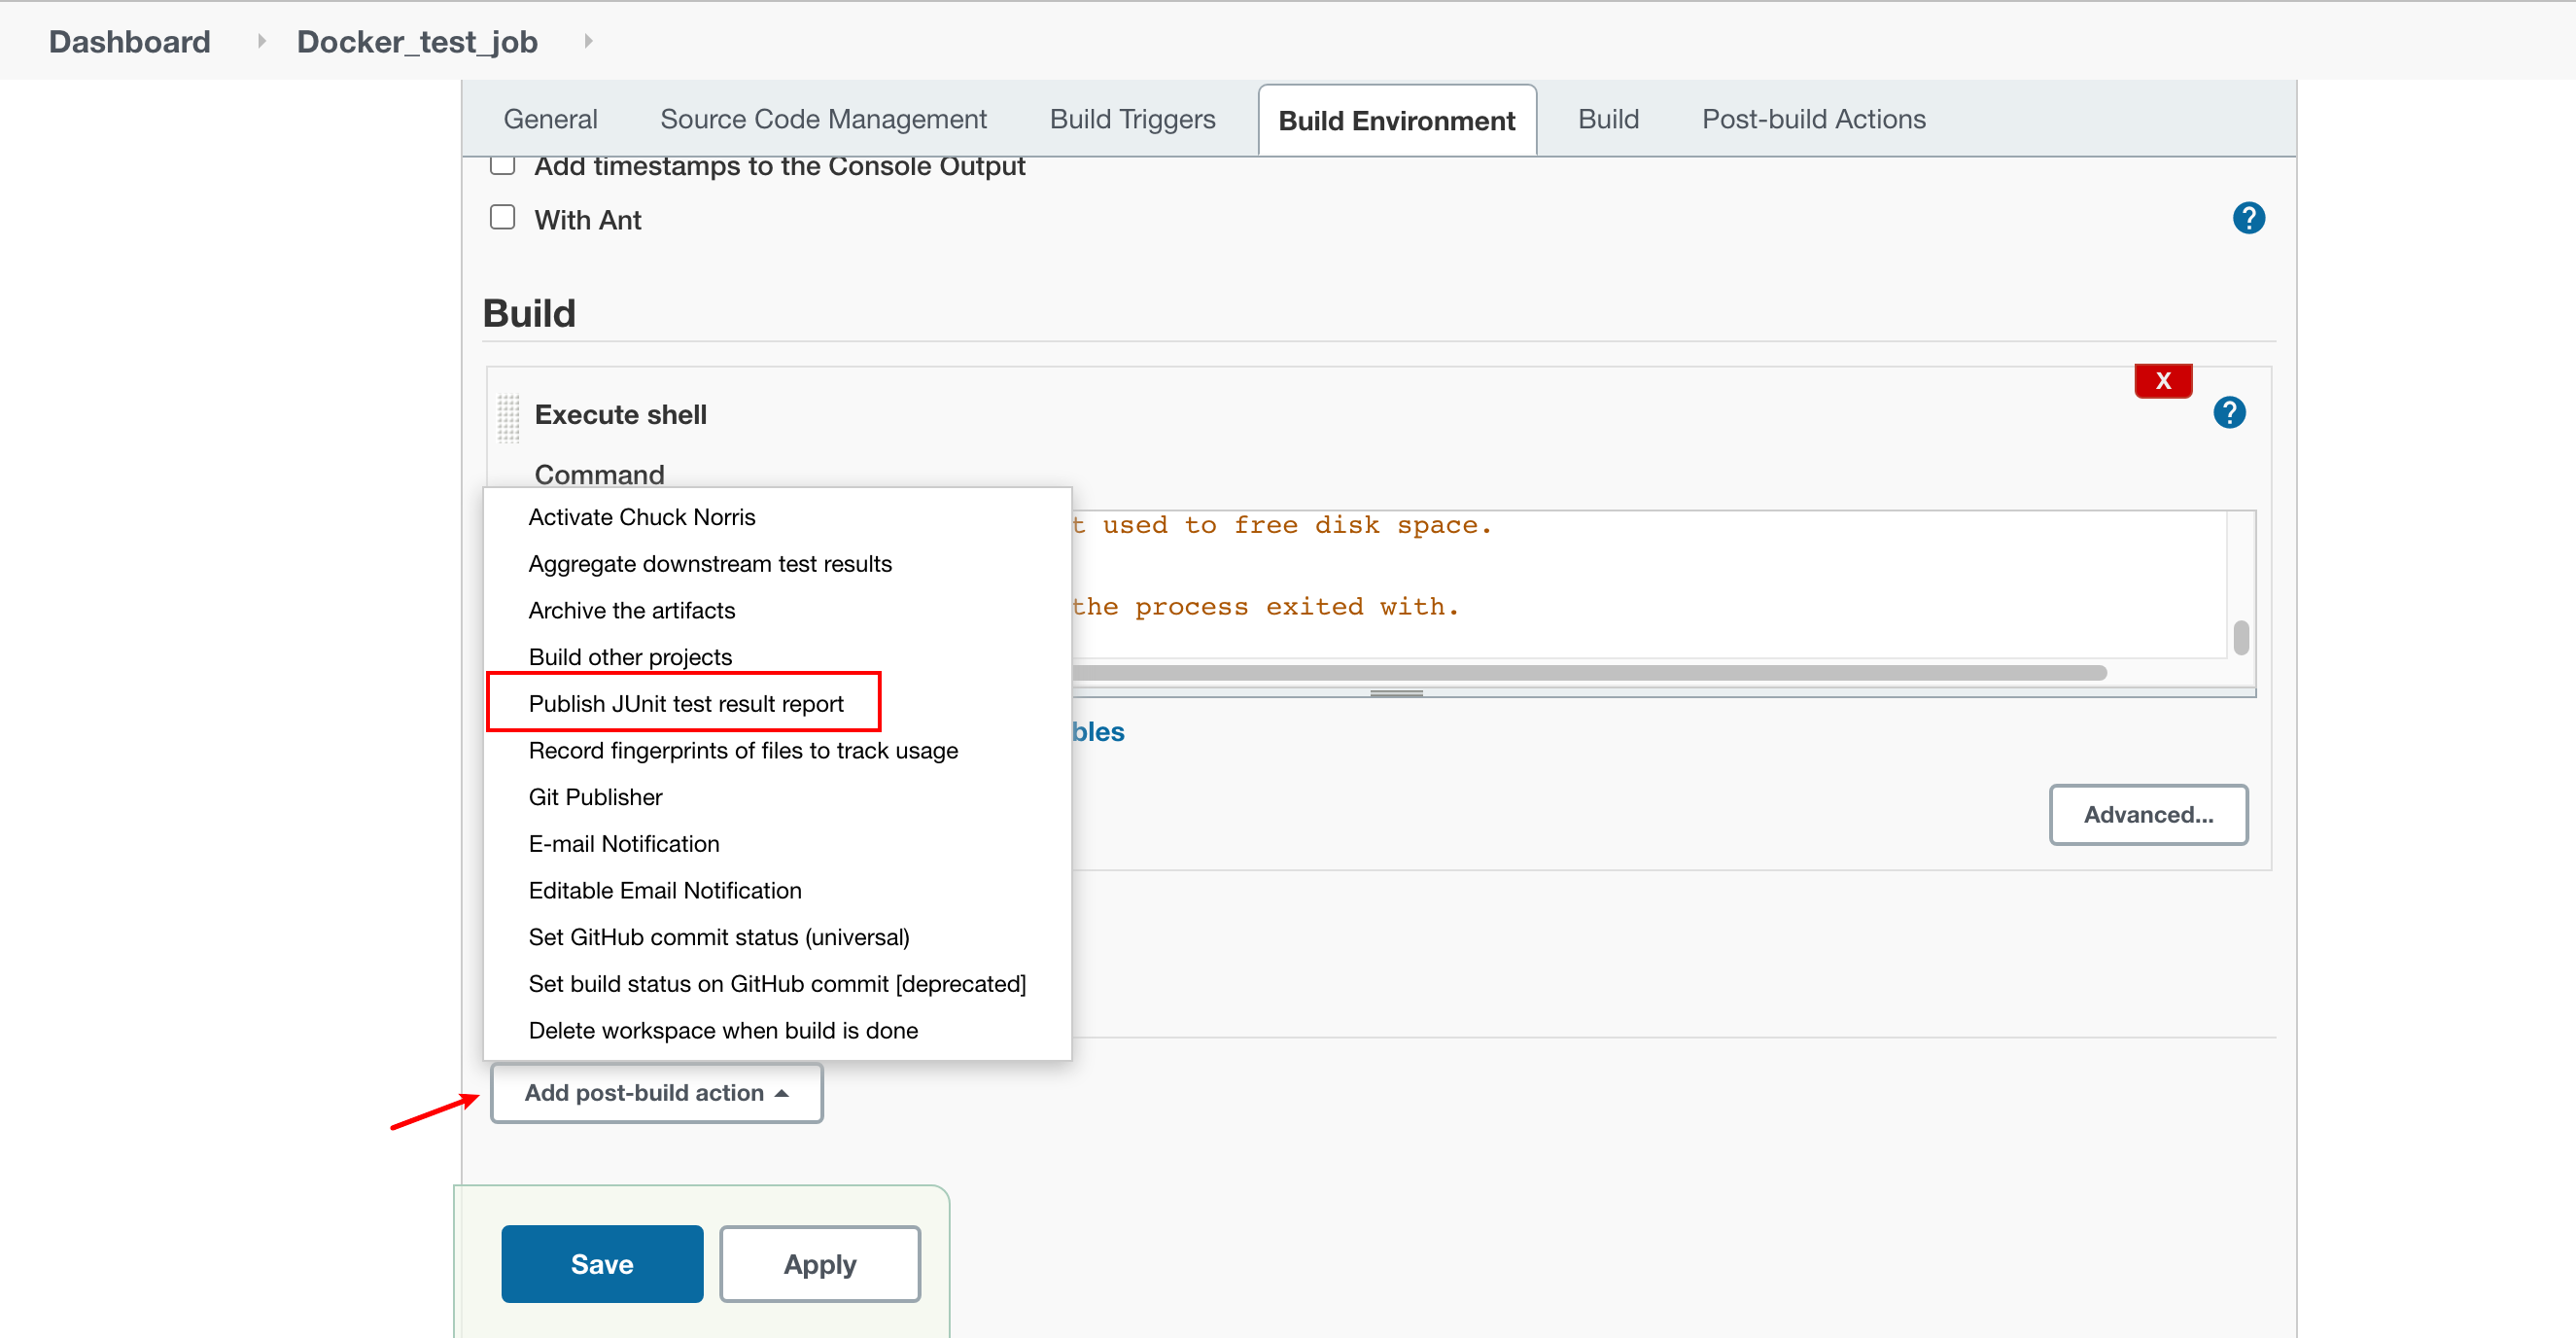 Dashboard Docker_test_job
General Source Code Management Build Triggers Build Environment Build Post-build Actions
Add timestamps to the Console Output
With Ant
?
Build
X
Execute shell
?
Command
Activate Chuck Norris
t used to free disk space.
Aggregate downstream test results
Archive the artifacts
the process exited with.
Build other projects
Publish JUnit test result report
bles
Record fingerprints of files to track usage
Git Publisher
Advanced...
E-mail Notification
Editable Email Notification
Set GitHub commit status (universal)
Set build status on GitHub commit [deprecated]
Delete workspace when build is done
Add post-build action
Save Apply